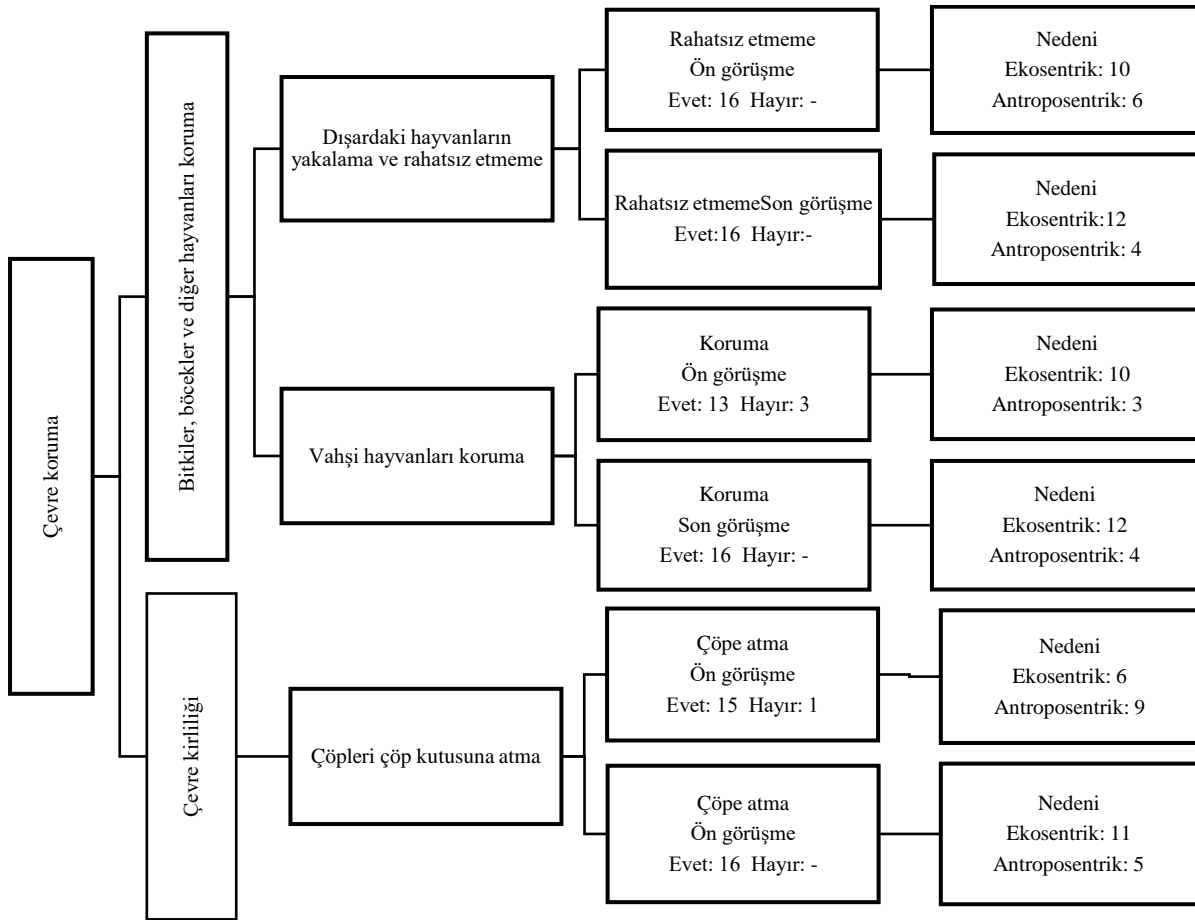 Çevre koruma
Bitkiler, böcekler ve diğer hayvanları koruma
Dışardaki hayvanların
yakalama ve rahatsız etmeme
Rahatsız etmeme
Ön görüşme
Evet: 16 Hayır: -
Nedeni
Ekosentrik: 10
Antroposentrik: 6
Rahatsız etmemeSon görüşme
Evet:16 Hayır:-
Nedeni
Ekosentrik:12
Antroposentrik: 4
Vahşi hayvanları koruma
Koruma
Ön görüşme
Evet: 13 Hayır: 3
Nedeni
Ekosentrik: 10
Antroposentrik: 3
Koruma
Son görüşme
Evet: 16 Hayır: -
Nedeni
Ekosentrik: 12
Antroposentrik: 4
Çevre kirliliği
Çöpleri çöp kutusuna atma
Çöpe atma
Ön görüşme
Evet: 15 Hayır: 1
Nedeni
Ekosentrik: 6
Antroposentrik: 9
Çöpe atma
Ön görüşme
Evet: 16 Hayır: -
Nedeni
Ekosentrik: 11
Antroposentrik: 5